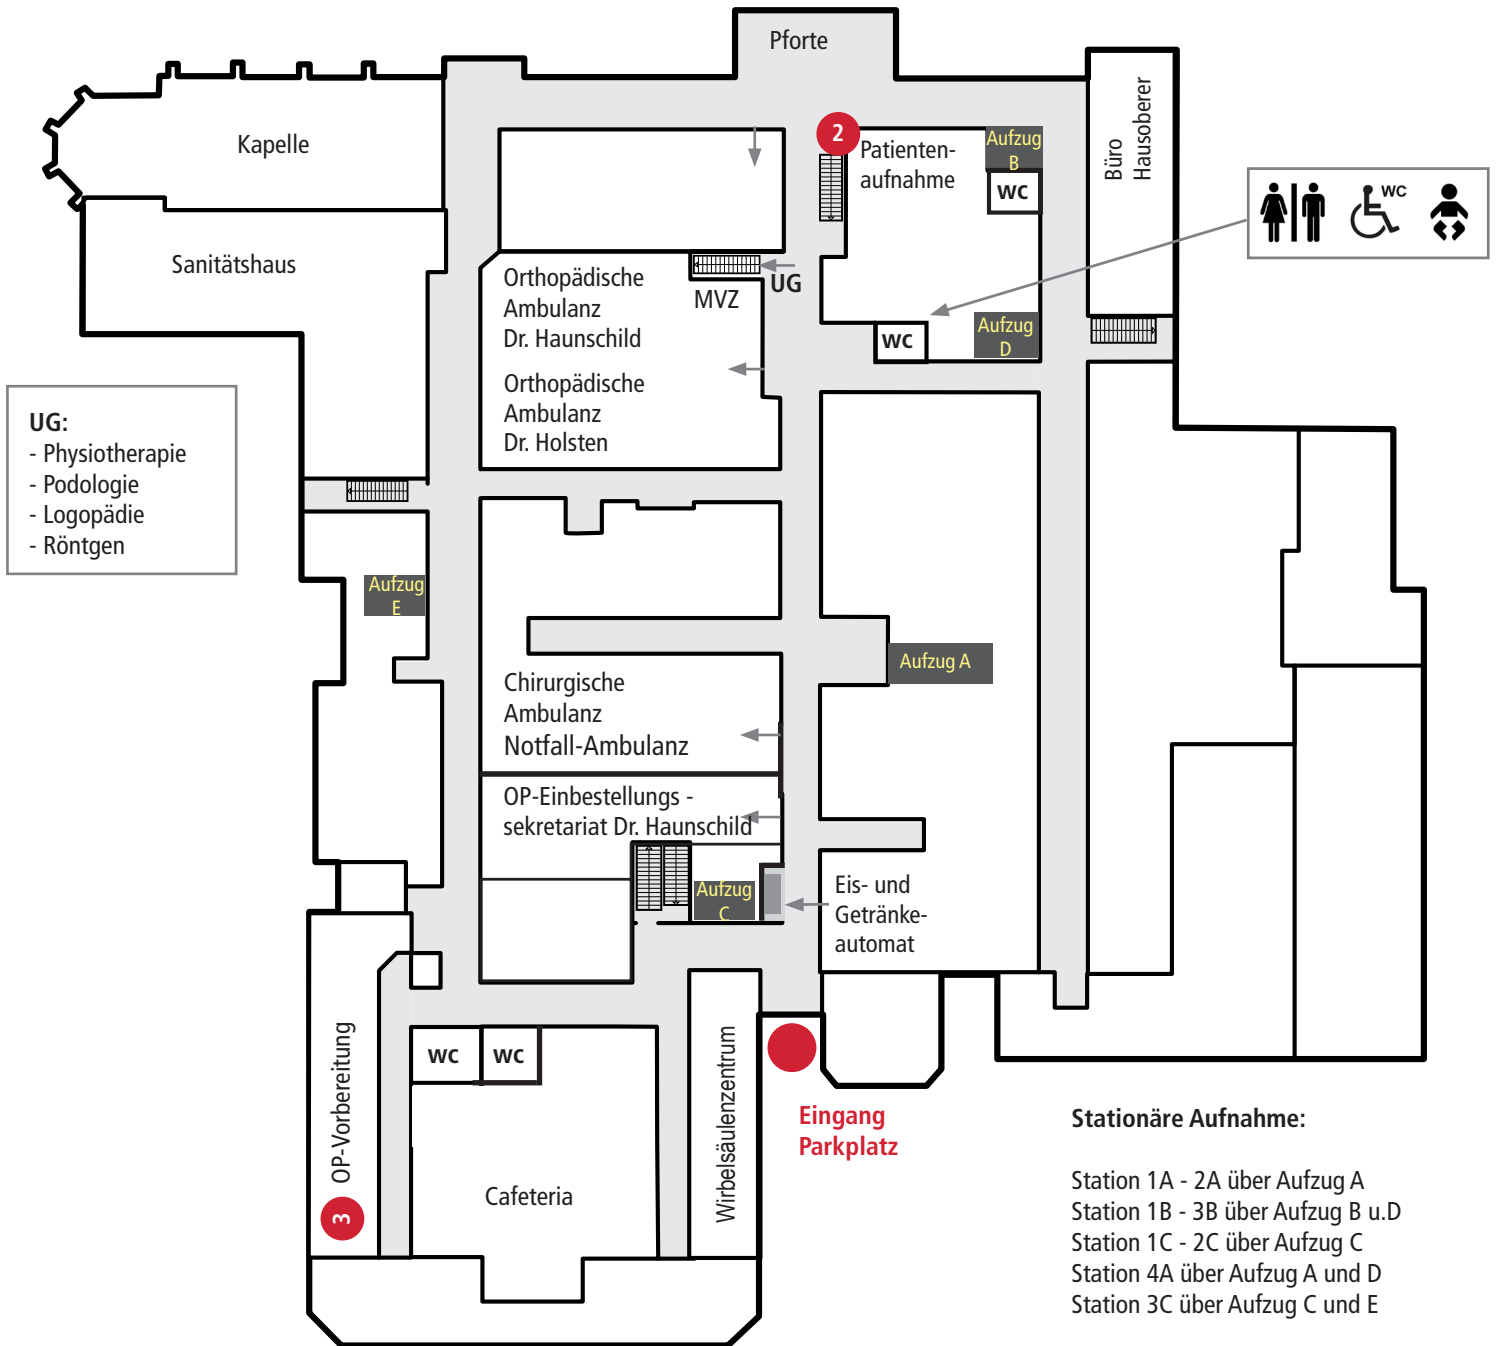 Pforte
Kapelle
2
Patienten-
aufnahme
Aufzug
B
WC
Büro
Hausoberer
WC
Sanitätshaus
Orthopädische
Ambulanz
Dr. Haunschild
MVZ
UG
Aufzug
D
WC
Orthopädische
Ambulanz
Dr. Holsten
UG:
- Physiotherapie
- Podologie
- Logopädie
- Röntgen
Aufzug
E
Aufzug A
Chirurgische
Ambulanz
Notfall-Ambulanz
OP-Einbestellungs -
sekretariat Dr. Haunschild
Aufzug
C
Eis- und
Getränke-
automat
OP-Vorbereitung
3
WC
WC
Cafeteria
Wirbelsäulenzentrum
Eingang
Parkplatz
Stationäre Aufnahme:
Station 1A - 2A über Aufzug A
Station 1B - 3B über Aufzug B u.D
Station 1C - 2C über Aufzug C
Station 4A über Aufzug A und D
Station 3C über Aufzug C und E